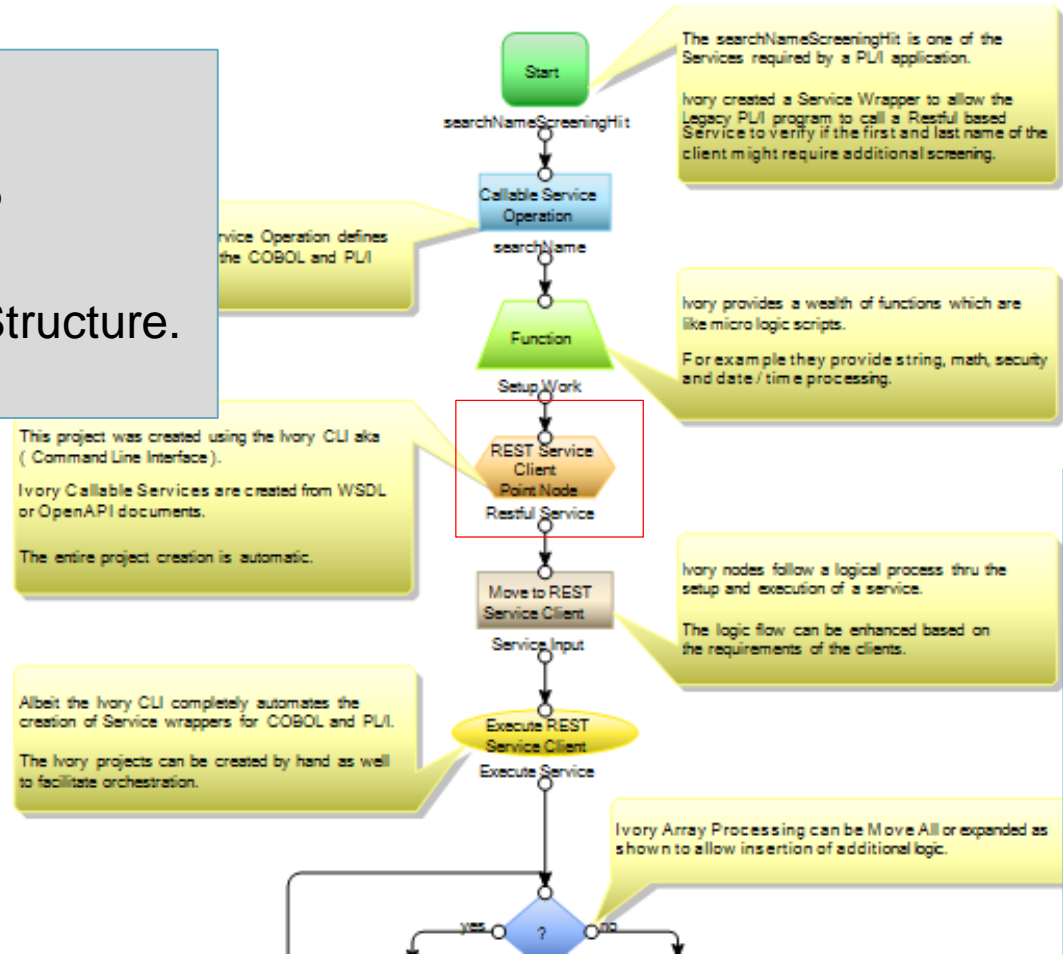 Start
searchNameScreeningHit
The searchNameScreeningHit is one of the
Services required by a PL/I application.
Ivory created a Service Wrapper to allow the
Legacy PL/I program to call a Restful based
Service to verify if the first and last name of the
client might require additional screening.
Structure.
Callable Service
Operation
searchName
Service Operation defines
the COBOL and PL/I
Function
Setup Work
Ivory provides a wealth of functions which are
like micro logic scripts.
For example they provide string, math, security
and date / time processing.
This project was created using the Ivory CLI aka
( Command Line Interface ).
Ivory Callable Services are created from WSDL
or OpenAPI documents.
The entire project creation is automatic.
REST Service
Client
Point Node
Restful Service
Move to REST
Service Client
Service Input
Ivory nodes follow a logical process thru the
setup and execution of a service.
The logic flow can be enhanced based on
the requirements of the clients.
Albeit the Ivory CLI completely automates the
creation of Service wrappers for COBOL and PL/I.
The Ivory projects can be created by hand as well
to facilitate orchestration.
Execute REST
Service Client
Execute Service
Ivory Array Processing can be Move All or expanded as
shown to allow insertion of additional logic.
yes
?
no